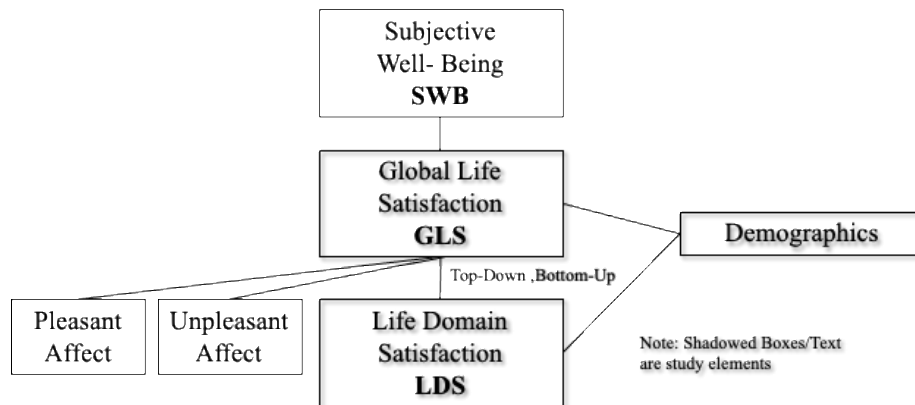 Subjective
Well- Being
SWB
Global Life
Satisfaction
GLS
Demographics
Top-Down ,Bottom-Up
Pleasant
Affect
Unpleasant
Affect
Life Domain
Satisfaction
LDS
Note: Shadowed Boxes/Text
are study elements